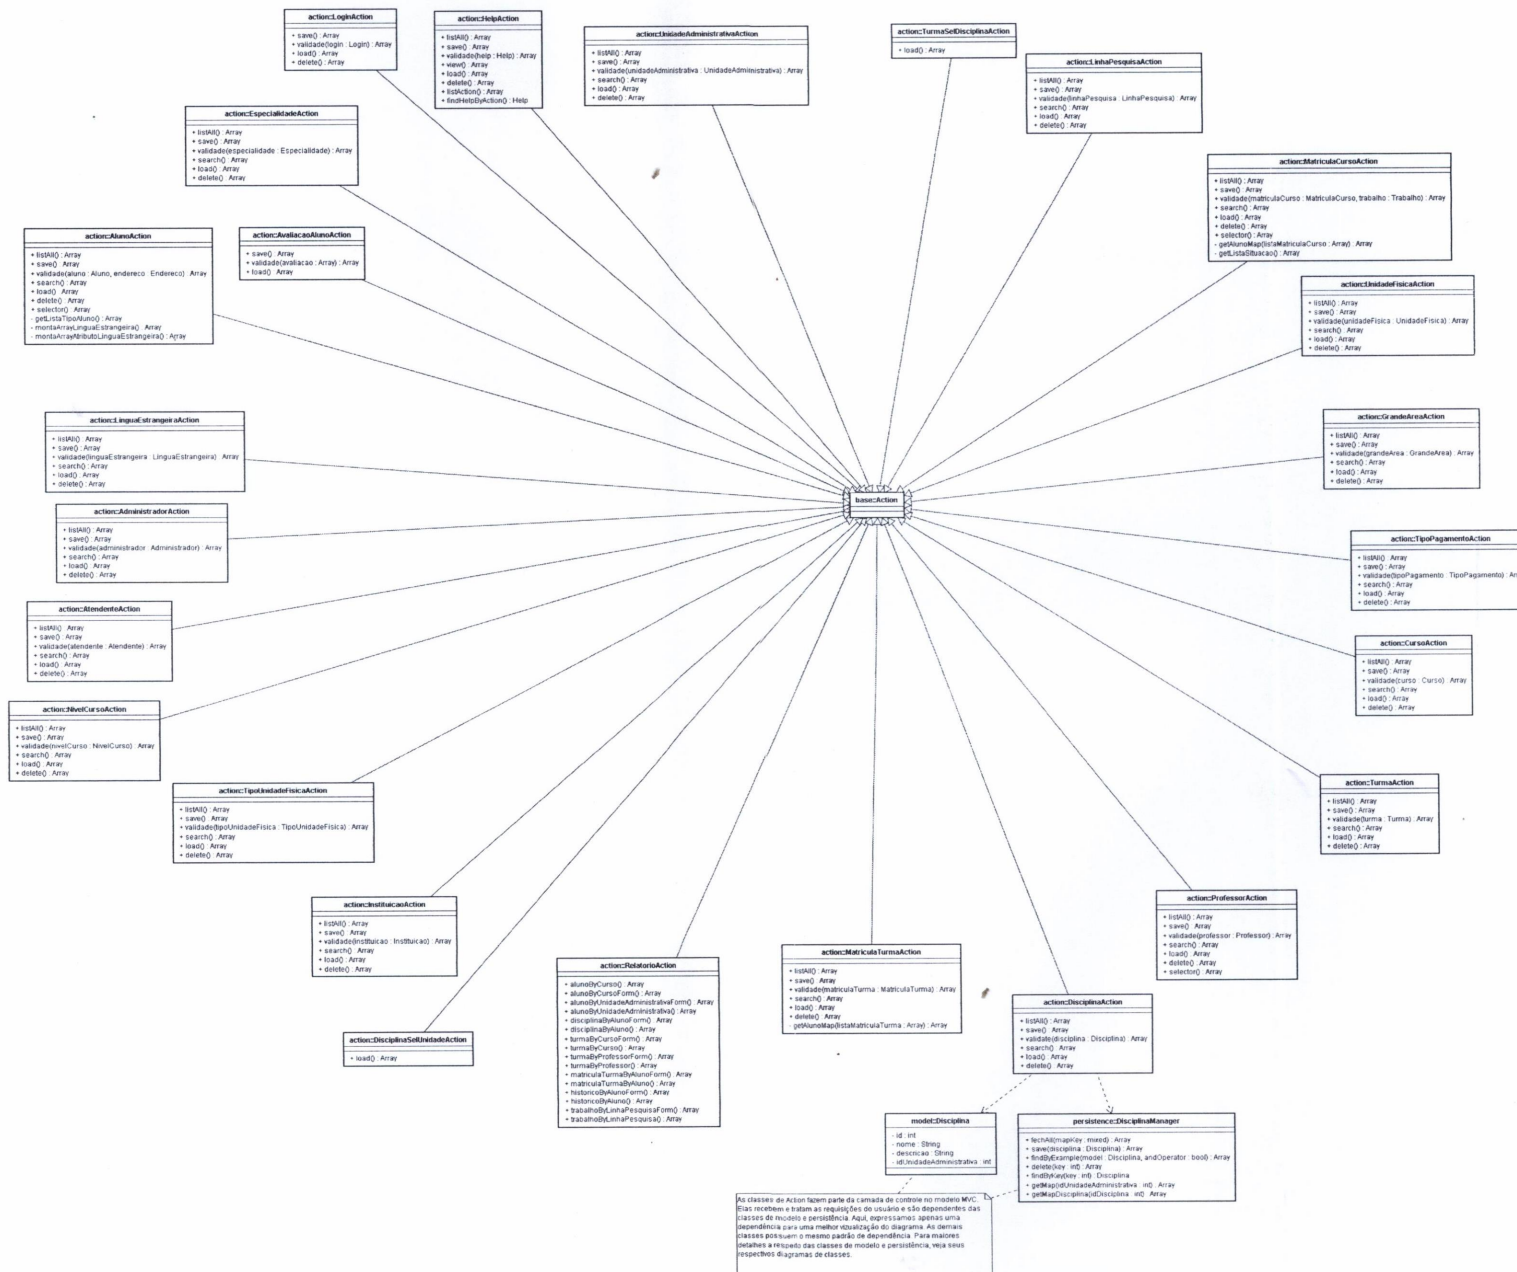 action::LoginAction
+ save() : Array
+ validade(login : Login) : Array
+ load() : Array
+ delete() : Array
action::HelpAction
+ listAll() : Array
+ save() : Array
+ validade(help : Help) : Array
+ view() : Array
+ load() : Array
+ delete() : Array
+ listAction() : Array
+ findHelpByAction() : Help
action::UnidadeAdministrativaAction
+ listAll() : Array
+ save() : Array
+ validade(unidadeAdministrativa : UnidadeAdministrativa) : Array
+ search() : Array
+ load() : Array
+ delete() : Array
action::TurmaSelDisciplinaAction
+ load() : Array
action::LinhaPesquisaAction
+ listAll() : Array
+ save() : Array
+ validade(linhaPesquisa : LinhaPesquisa) : Array
+ search() : Array
+ load() : Array
+ delete() : Array
action::EspecialidadeAction
+ listAll() : Array
+ save() : Array
+ validade(especialidade : Especialidade) : Array
+ search() : Array
+ load() : Array
+ delete() : Array
action::MatriculaCursoAction
+ listAll() : Array
+ save() : Array
+ validade(matriculaCurso : MatriculaCurso, trabalho : Trabalho) : Array
+ search() : Array
+ load() : Array
+ delete() : Array
+ selector() : Array
- getAlunoMap(listaMatriculaCurso : Array) : Array
- getListaSituacao() : Array
action::AlunoAction
+ listAll() : Array
+ save() : Array
+ validade(aluno : Aluno, endereco : Endereco) : Array
+ search() : Array
+ load() : Array
+ delete() : Array
+ selector() : Array
- getListaTipoAluno() : Array
- montaArrayLinguaEstrangeira() : Array
- montaArrayAtributoLinguaEstrangeira() : Array
action::AvaliacaoAlunoAction
+ save() : Array
+ validade(avaliacao : Array) : Array
+ load() : Array
action::UnidadeFisicaAction
+ listAll() : Array
+ save() : Array
+ validade(unidadeFisica : UnidadeFisica) : Array
+ search() : Array
+ load() : Array
+ delete() : Array
action::LinguaEstrangeiraAction
+ listAll() : Array
+ save() : Array
+ validade(linguaEstrangeira : LinguaEstrangeira) : Array
+ search() : Array
+ load() : Array
+ delete() : Array
action::GrandeAreaAction
+ listAll() : Array
+ save() : Array
+ validade(grandeArea : GrandeArea) : Array
+ search() : Array
+ load() : Array
+ delete() : Array
base::Action
action::AdministradorAction
+ listAll() : Array
+ save() : Array
+ validade(administrador : Administrador) : Array
+ search() : Array
+ load() : Array
+ delete() : Array
action::TipoPagamentoAction
+ listAll() : Array
+ save() : Array
+ validade(tipoPagamento : TipoPagamento) : Arr
+ search() : Array
+ load() : Array
+ delete() : Array
action::AtendenteAction
+ listAll() : Array
+ save() : Array
+ validade(atendente : Atendente) : Array
+ search() : Array
+ load() : Array
+ delete() : Array
action::CursoAction
+ listAll() : Array
+ save() : Array
+ validade(curso : Curso) : Array
+ search() : Array
+ load() : Array
+ delete() : Array
action::NivelCursoAction
+ listAll() : Array
+ save() : Array
+ validade(nivelCurso : NivelCurso) : Array
+ search() : Array
+ load() : Array
+ delete() : Array
action::TipoUnidadeFisicaAction
+ listAll() : Array
+ save() : Array
+ validade(tipoUnidadeFisica : TipoUnidadeFisica) : Array
+ search() : Array
+ load() : Array
+ delete() : Array
action::TurmaAction
+ listAll() : Array
+ save() : Array
+ validade(turma : Turma) : Array
+ search() : Array
+ load() : Array
+ delete() : Array
action::InstituicaoAction
+ listAll() : Array
+ save() : Array
+ validade(instituicao : Instituicao) : Array
+ search() : Array
+ load() : Array
+ delete() : Array
action::ProfessorAction
+ listAll() : Array
+ save() : Array
+ validade(professor : Professor) : Array
+ search() : Array
+ load() : Array
+ delete() : Array
+ selector() : Array
action::RelatorioAction
+ alunoByCurso() : Array
+ alunoByCursoForm() : Array
+ alunoByUnidadeAdministrativaForm() : Array
+ alunoByUnidadeAdministrativa() : Array
+ disciplinaByAlunoForm() : Array
+ disciplinaByAluno() : Array
+ turmaByCursoForm() : Array
+ turmaByCurso() : Array
+ turmaByProfessorForm() : Array
+ turmaByProfessor() : Array
+ matriculaTurmaByAlunoForm() : Array
+ matriculaTurmaByAluno() : Array
+ historicoByAlunoForm() : Array
+ historicoByAluno() : Array
+ trabalhoByLinhaPesquisaForm() : Array
+ trabalhoByLinhaPesquisa() : Array
action::MatriculaTurmaAction
+ listAll() : Array
+ save() : Array
+ validade(matriculaTurma : MatriculaTurma) : Array
+ search() : Array
+ load() : Array
+ delete() : Array
- getAlunoMap(listaMatriculaTurma : Array) : Array
action::DisciplinaAction
+ listAll() : Array
+ save() : Array
+ validate(disciplina : Disciplina) : Array
+ search() : Array
+ load() : Array
+ delete() : Array
action::DisciplinaSelUnidadeAction
+ load() : Array
model::Disciplina
- id : int
- nome : String
- descricao : String
- idUnidadeAdministrativa : int
persistence::DisciplinaManager
+ fechAll(mapKey : mixed) : Array
+ save(disciplina : Disciplina) : Array
+ findByExample(model : Disciplina, andOperator : bool) : Array
+ delete(key : int) : Array
+ findByKey(key : int) : Disciplina
+ getMap(idUnidadeAdministrativa : int) : Array
+ getMapDisciplina(idDisciplina : int) : Array
As classes de Action fazem parte da camada de controle no modelo MVC.
Elas recebem e tratam as requisições do usuário e são dependentes das
classes de modelo e persistência. Aqui, expressamos apenas uma
dependência para uma melhor vizualização do diagrama. As demais
classes possuem o mesmo padrão de dependência. Para maiores
detalhes a respeito das classes de modelo e persistência, veja seus
respectivos diagramas de classes.